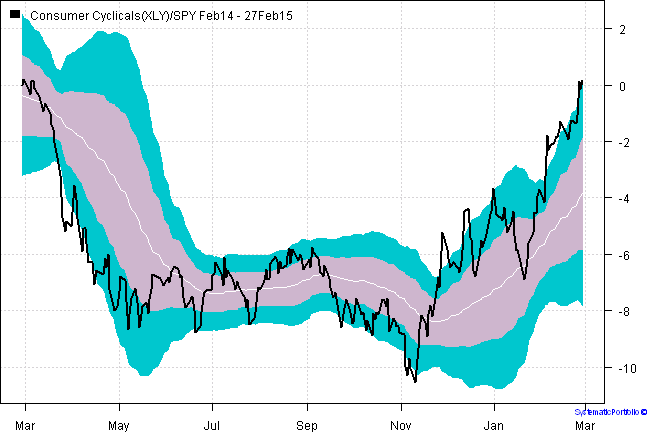 Consumer Cyclicals(XLY)/SPY Feb14 - 27Feb15
2
0
-2
-4
-6
-8
-10
Mar May Jul Sep Nov Jan Mar
SystematicPortfolio ©